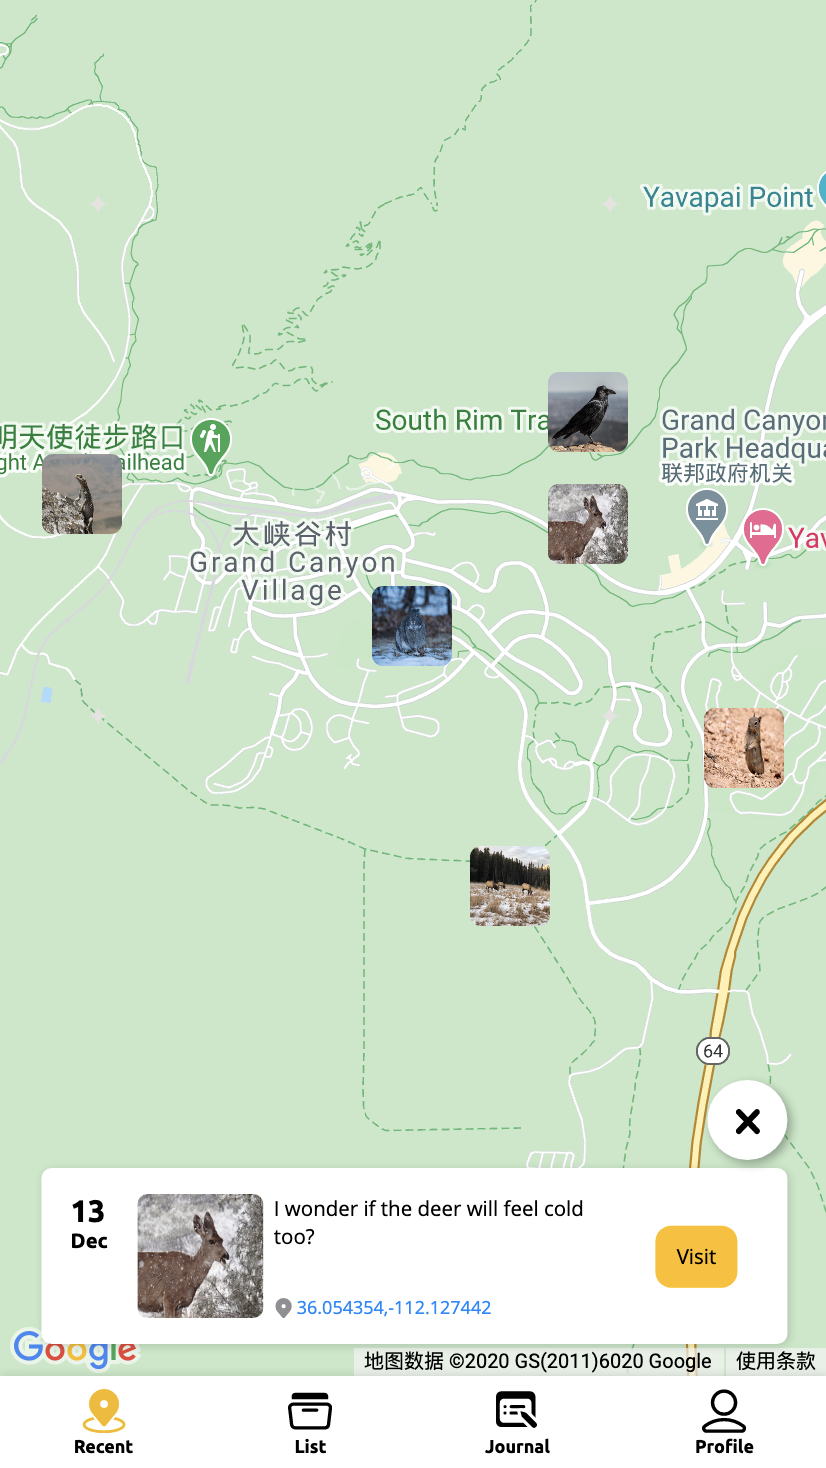 Yavapai Point
South Rim Tra
Grand Canyo
Park Headqua
联邦政府机关
明天使徒步路口
ght A ailhead
Yav
大峡谷村
Grand Canyon
Village
64
13
Dec
I wonder if the deer will feel cold
too?
36.054354,-112.127442
Visit
Google
地图数据 ©2020 GS(2011)6020 Google
使用条款
Recent
List
Journal
Profile